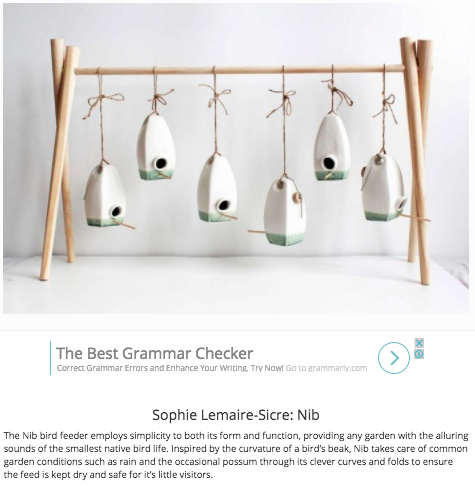 The Best Grammar Checker
Correct Grammar Errors and Enhance Your Writing. Try Now! Go to grammarly.com
Sophie Lemaire-Sicre: Nib
The Nib bird feeder employs simplicity to both its form and function, providing any garden with the alluring
sounds of the smallest native bird life. Inspired by the curvature of a bird's beak, Nib takes care of common
garden conditions such as rain and the occasional possum through its clever curves and folds to ensure
the feed is kept dry and safe for it's little visitors.